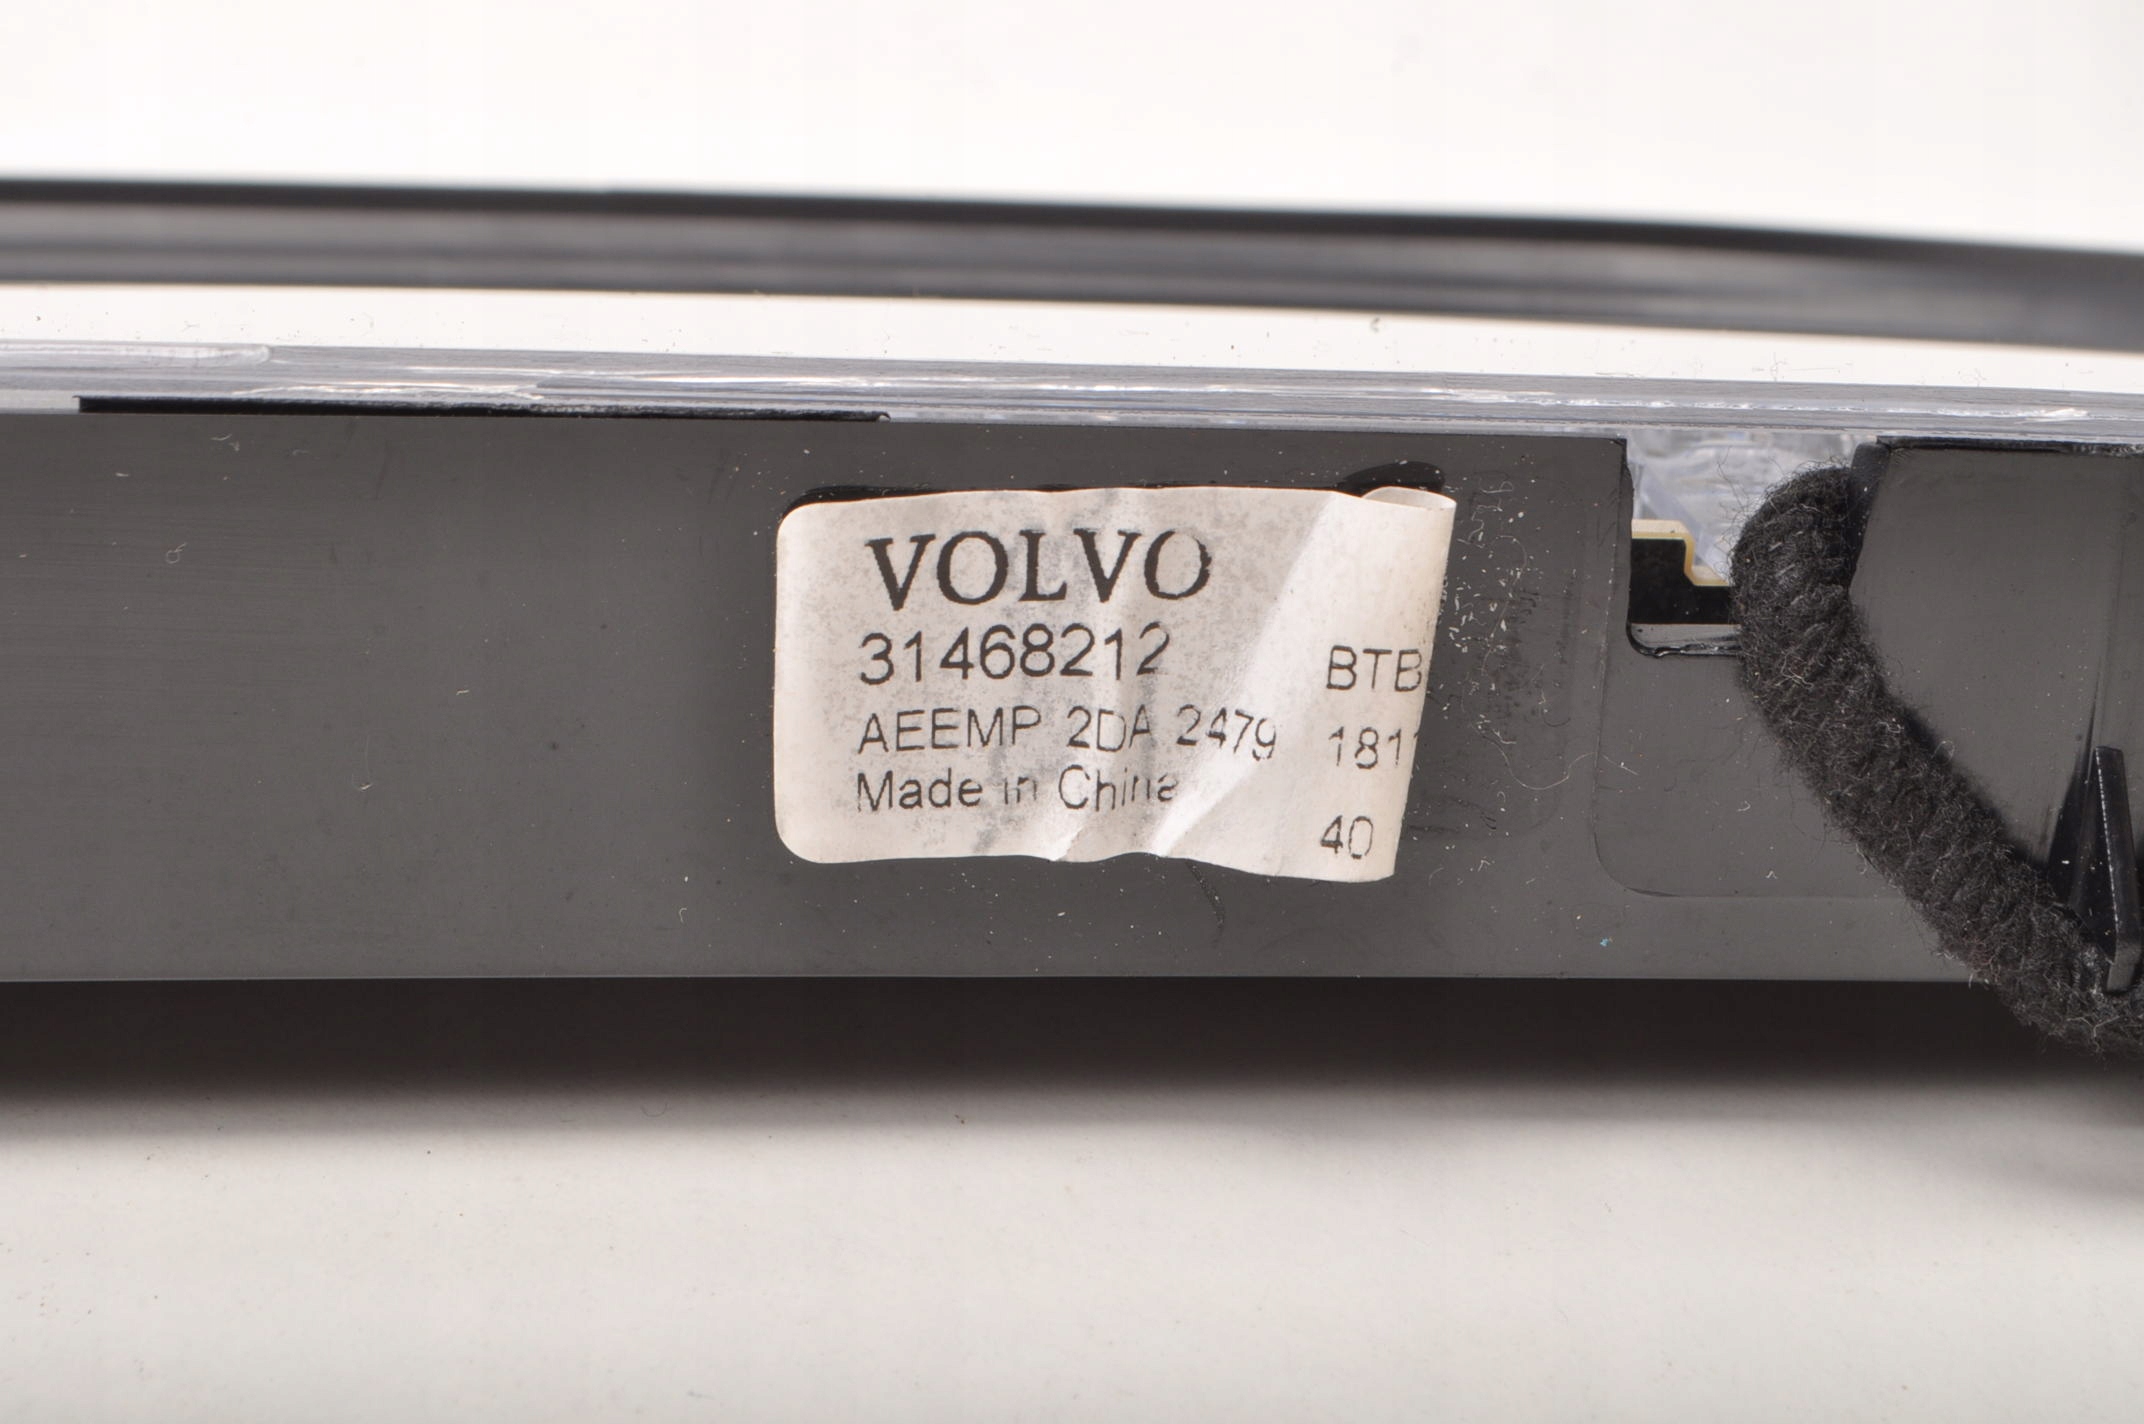 VOLVO
31468212
AEEMP 2DA 2479
Made in China
BTB
181
40